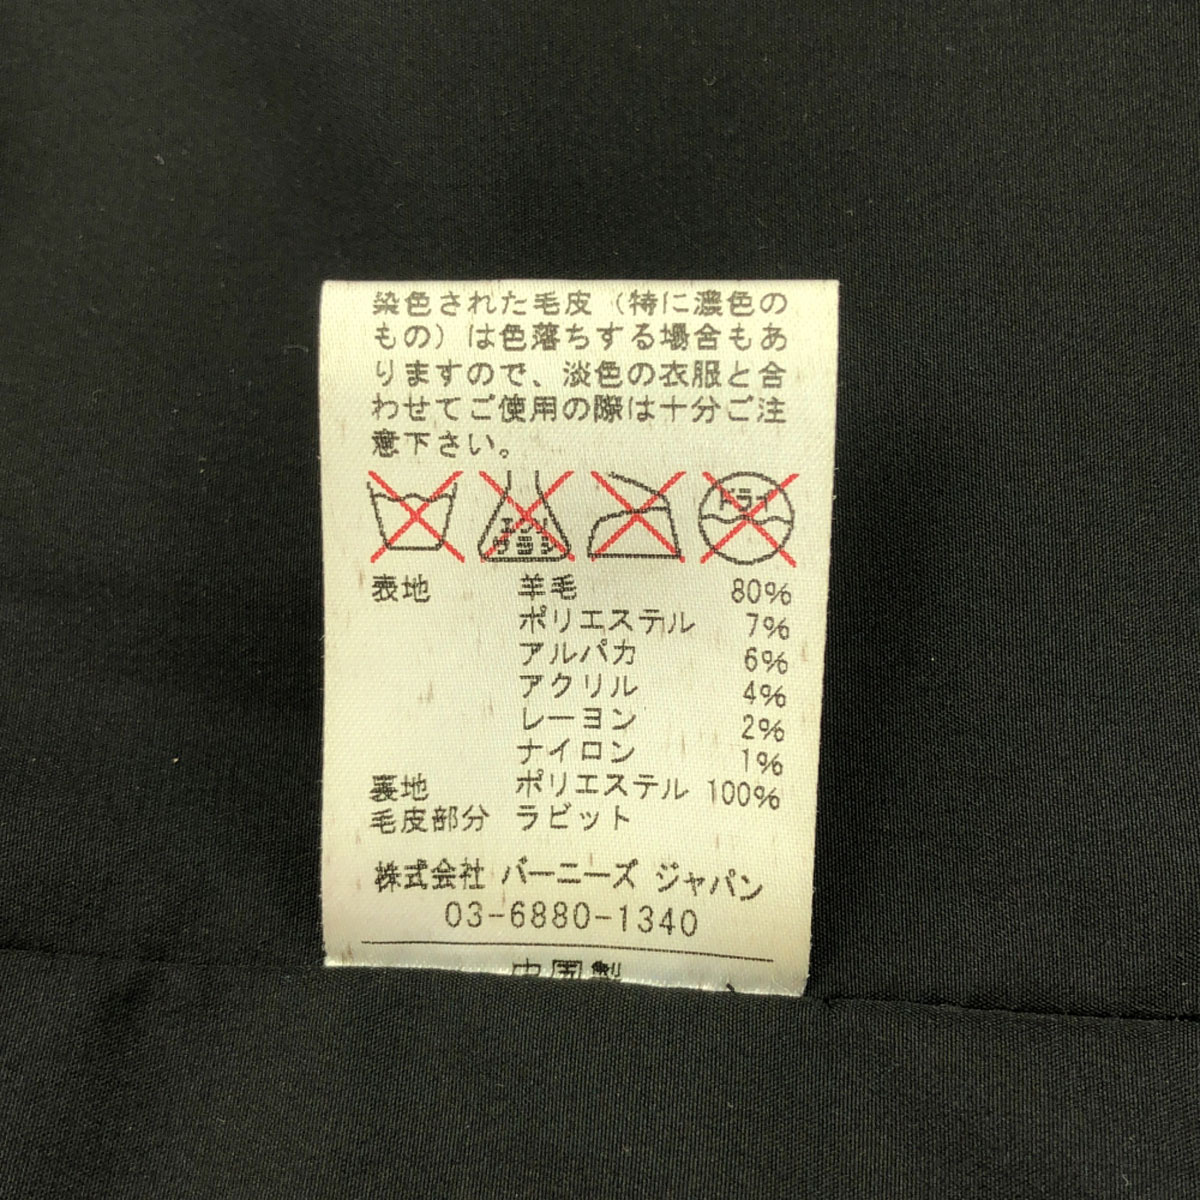 染色された毛皮（特に濃色の
もの）は色落ちする場合もあ
りますので、淡色の衣服と合
わせてご使用の際は十分ご注
意下さい。
エンソ サラシ ドライ
表地 羊毛 80%
ポリエステル 7%
アルパカ 6%
アクリル 4%
レーヨン 2%
ナイロン 1%
裏地 ポリエステル 100%
毛皮部分 ラビット
株式会社 バーニーズ ジャパン
03-6880-1340
中国製